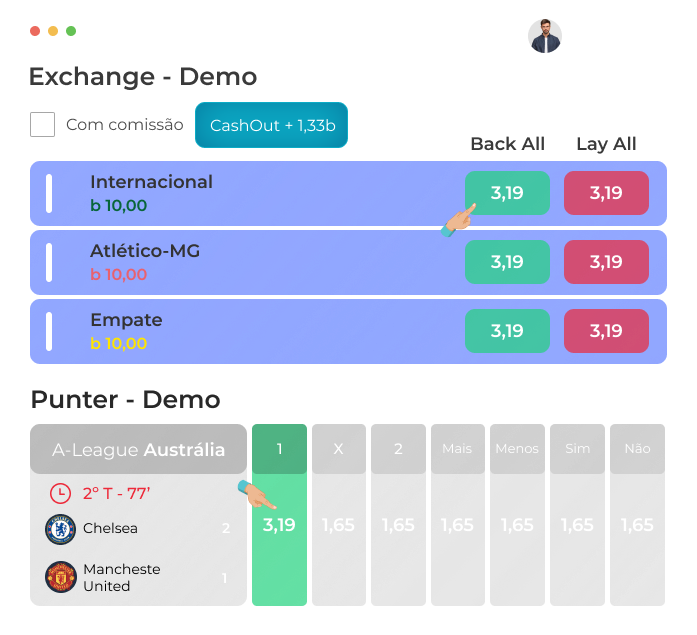 Exchange - Demo
Com comissão
CashOut + 1,33b
Back All
Lay All
Internacional
b 10,00
3,19
3,19
Atlético-MG
b 10,00
3,19
3,19
Empate
b 10,00
3,19
3,19
Punter - Demo
A-League Austrália
1
X
2
Mais
Menos
Sim
Não
2º T - 77’
Chelsea
2
3,19
1,65
1,65
1,65
1,65
1,65
1,65
Mancheste
United
1